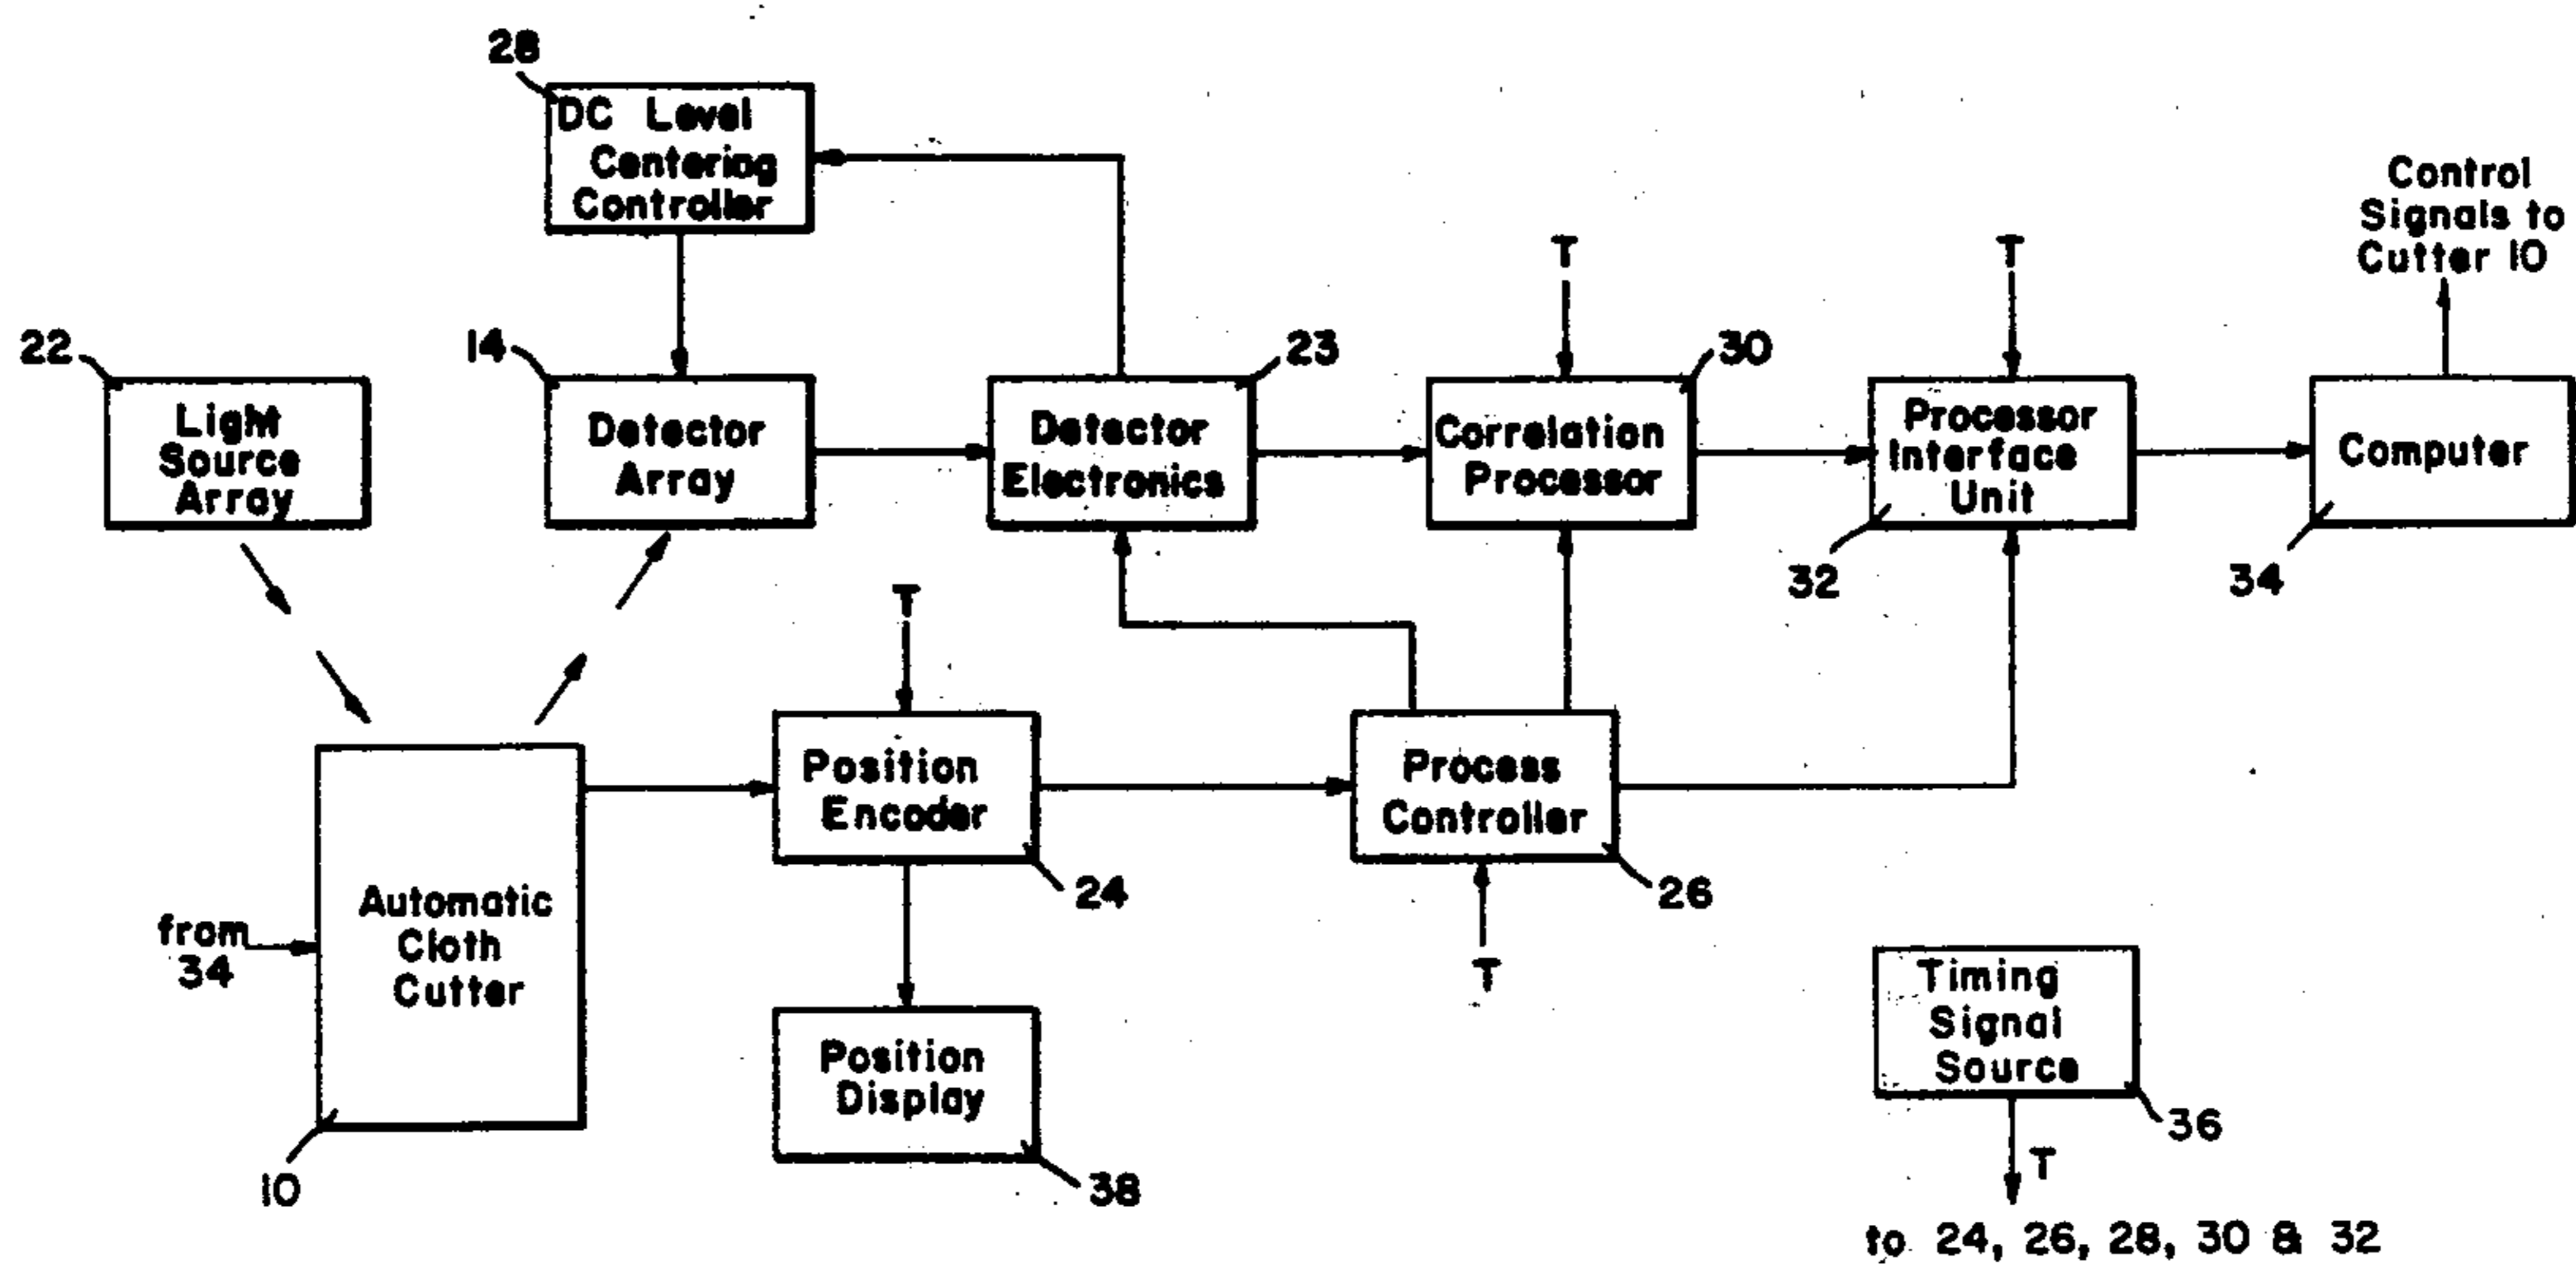 28
DC Level
Centering
Controller
Control
Signals to
Cutter 10
T
T
22
14
23
30
Light
Source
Array
Detector
Array
Detector
Electronics
Correlation
Processor
Processor
Interface
Unit
Computer
32
34
T
Position
Encoder
Process
Controller
24
26
from
34
Automatic
Cloth
Cutter
T
Timing
Signal
Source
Position
Display
36
10
38
T
to 24, 26, 28, 30 & 32